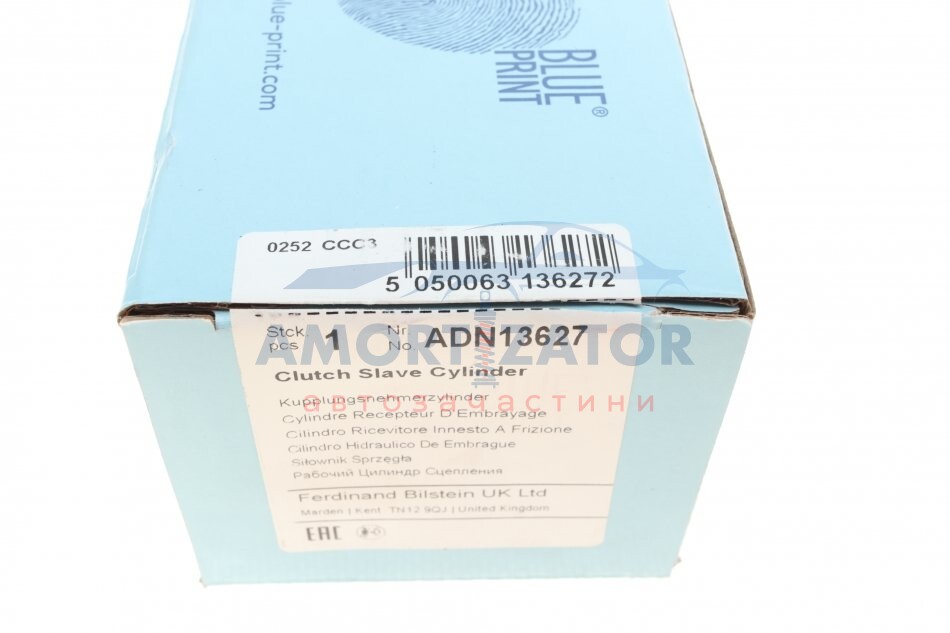 lue-print.com
BLUE
PRINT®
0252 CCC3
5 050063 136272
Stck
pcs 1 Nr.
No. ADN13627
AMORTIZATOR
Clutch Slave Cylinder
автозапчастини
Kupplungsnehmerzylinder
Cylindre Recepteur D'Embrayage
Cilindro Ricevitore Innesto A Frizione
Cilindro Hidraulico De Embrague
Siłownik Sprzęgła
Рабочий Цилиндр Сцепления
Ferdinand Bilstein UK Ltd
Marden | Kent TN12 9QJ | United Kingdom
EAC